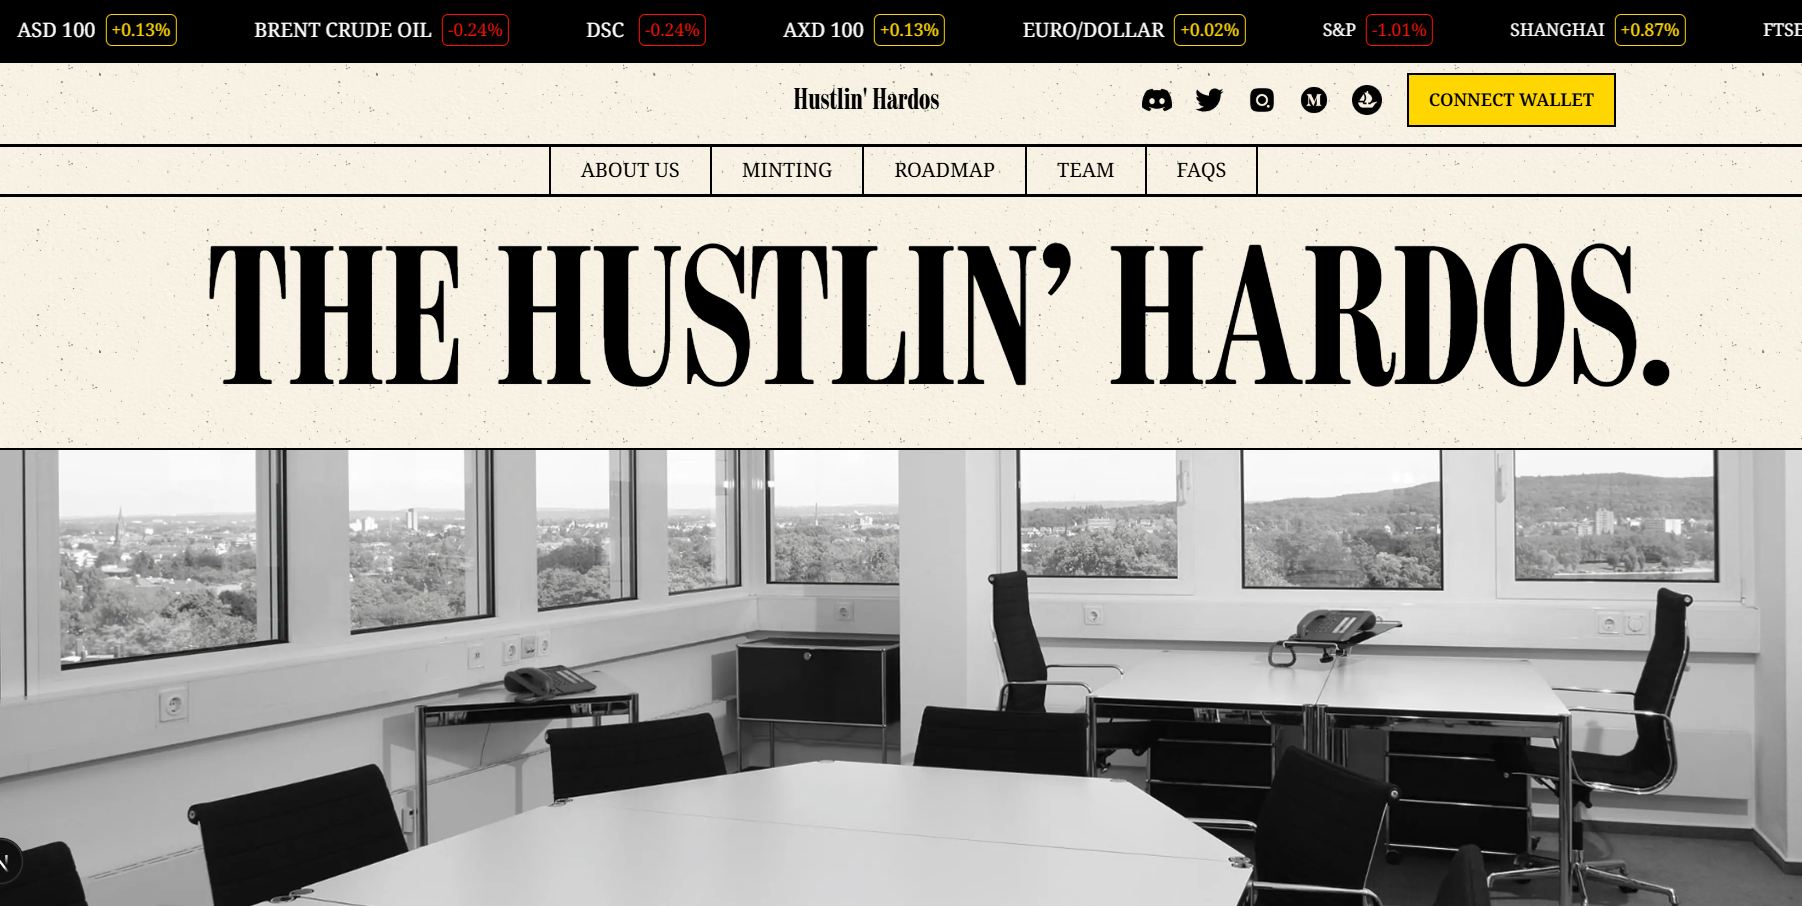 ASD 100 +0.13% BRENT CRUDE OIL -0.24% DSC -0.24% AXD 100 +0.13% EURO/DOLLAR +0.02% S&P -1.01% SHANGHAI +0.87% FTSE
Hustlin' Hardos
CONNECT WALLET
ABOUT US MINTING ROADMAP TEAM FAQS
THE HUSTLIN’ HARDOS.